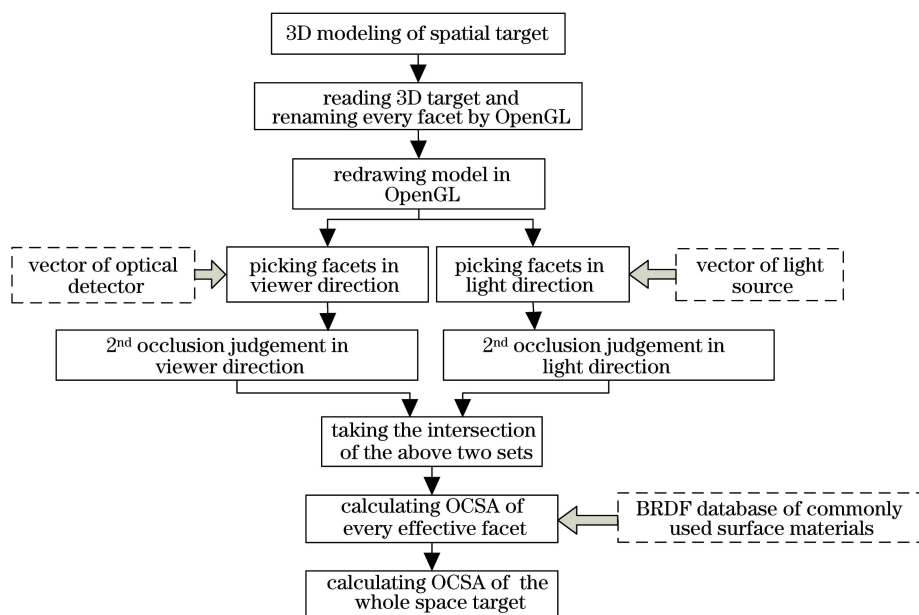 3D modeling of spatial target
reading 3D target and
renaming every facet by OpenGL
redrawing model in
OpenGL
vector of optical
detector
picking facets in
viewer direction
picking facets in
light direction
vector of light
source
2nd occlusion judgement in
viewer direction
2nd occlusion judgement in
light direction
taking the intersection
of the above two sets
calculating OCSA of
every effective facet
BRDF database of commonly
used surface materials
calculating OCSA of the
whole space target